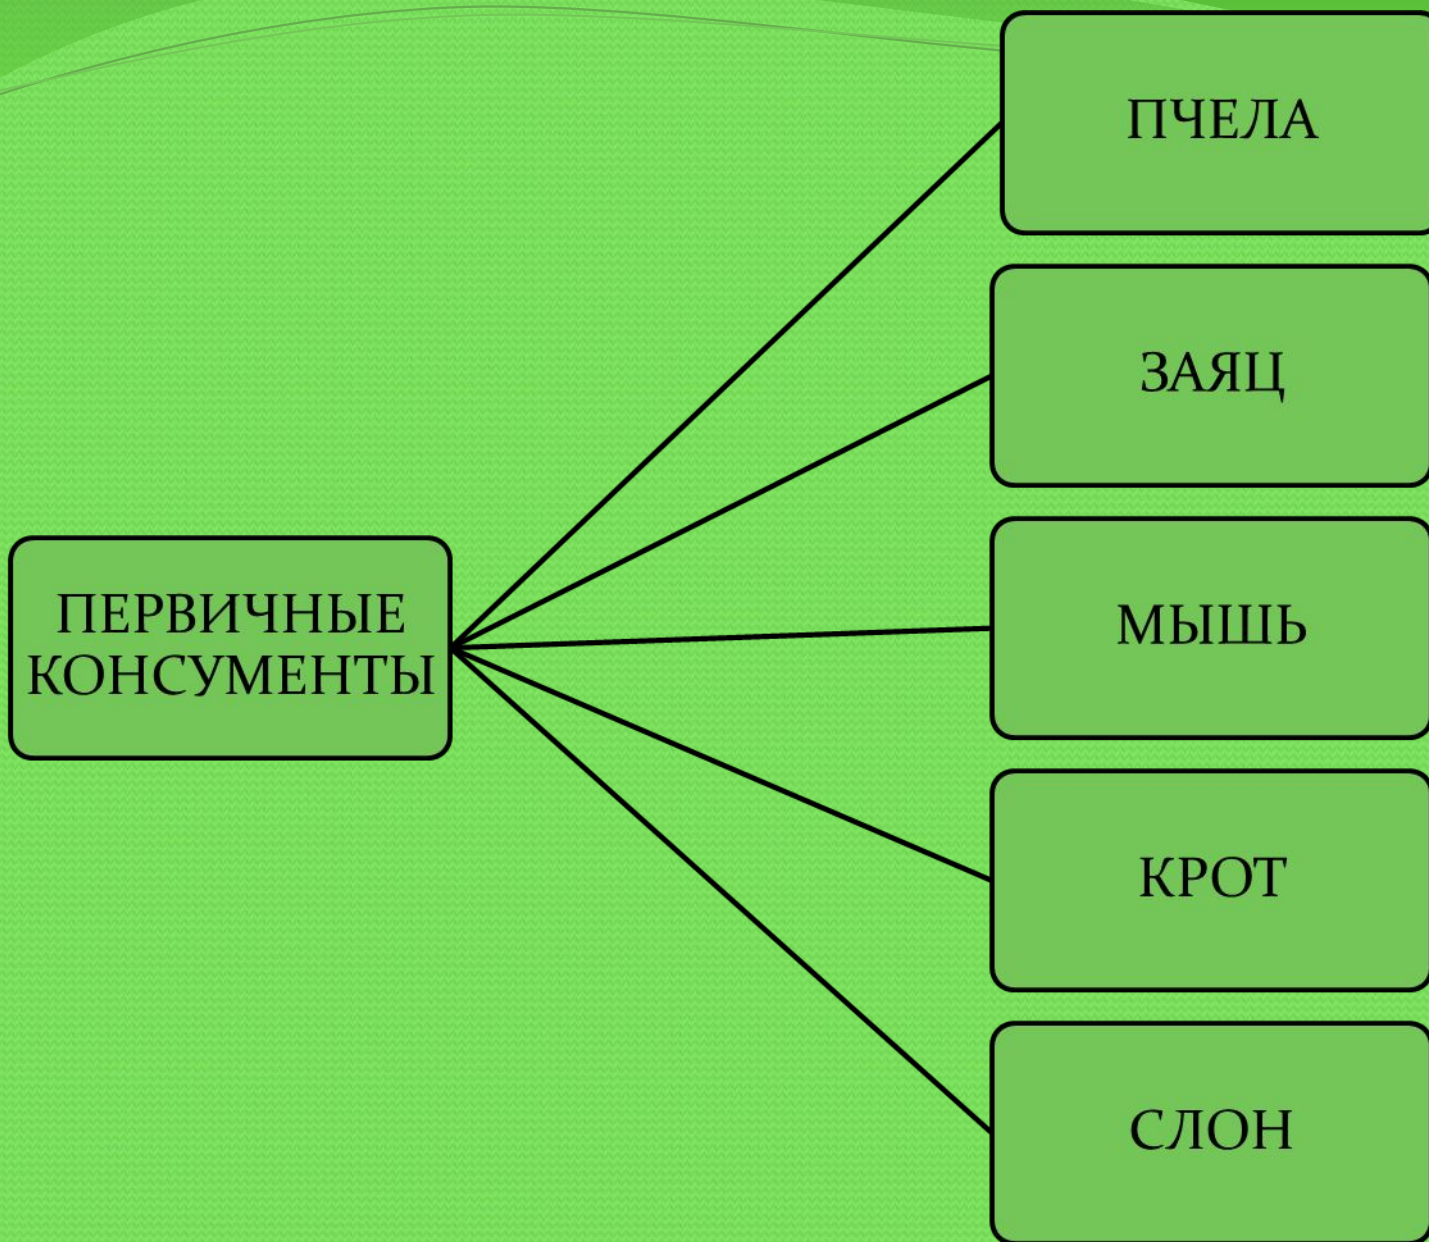 ПЧЕЛА
ЗАЯЦ
ПЕРВИЧНЫЕ
КОНСУМЕНТЫ
МЫШЬ
КРОТ
СЛОН